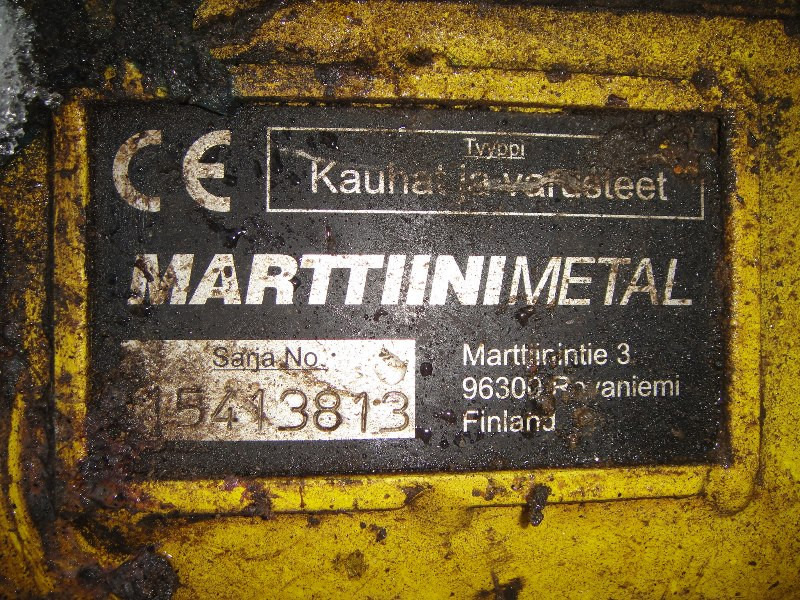 CE
Tyyppi
Kauhat ja varusteet
MARTTIINIMETAL
Sarja No.
15413813
Marttiinintie 3
96300 Rovaniemi
Finland